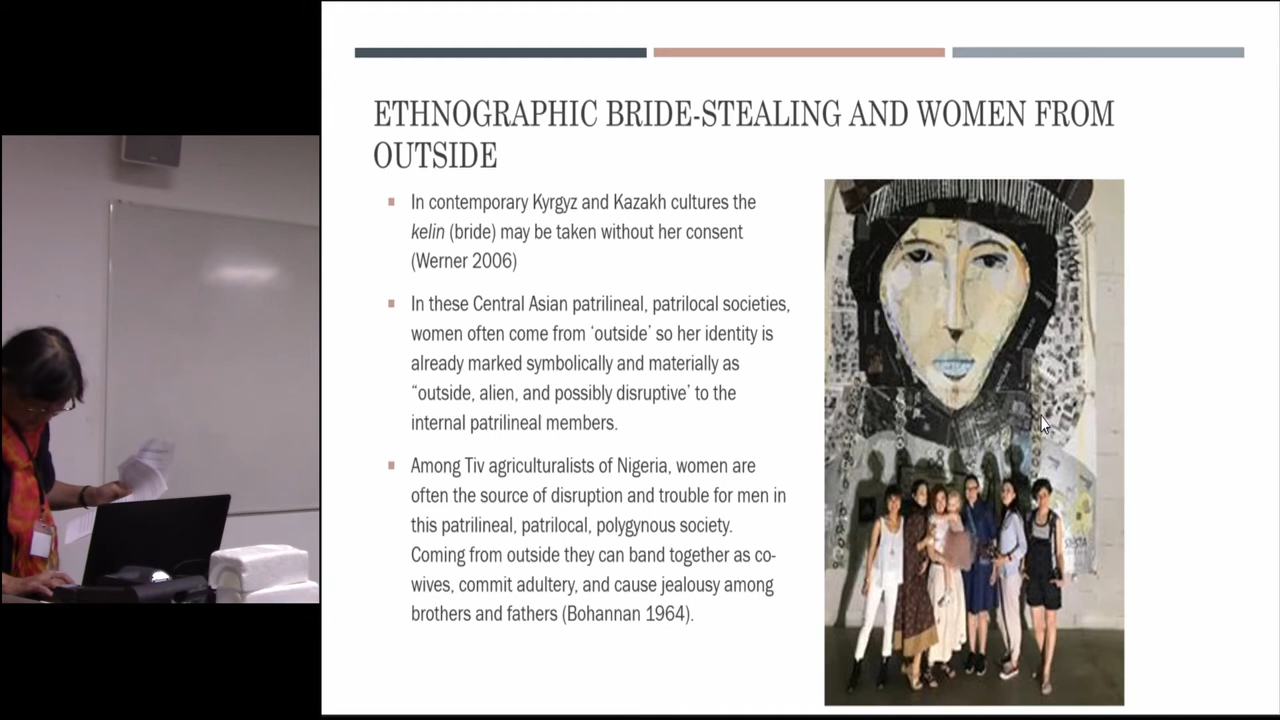 ETHNOGRAPHIC BRIDE-STEALING AND WOMEN FROM
OUTSIDE
In contemporary Kyrgyz and Kazakh cultures the
kelin (bride) may be taken without her consent
(Werner 2006)
In these Central Asian patrilineal, patrilocal societies,
women often come from ‘outside’ so her identity is
already marked symbolically and materially as
“outside, alien, and possibly disruptive’ to the
internal patrilineal members.
Among Tiv agriculturalists of Nigeria, women are
often the source of disruption and trouble for men in
this patrilineal, patrilocal, polygynous society.
Coming from outside they can band together as co-
wives, commit adultery, and cause jealousy among
brothers and fathers (Bohannan 1964).